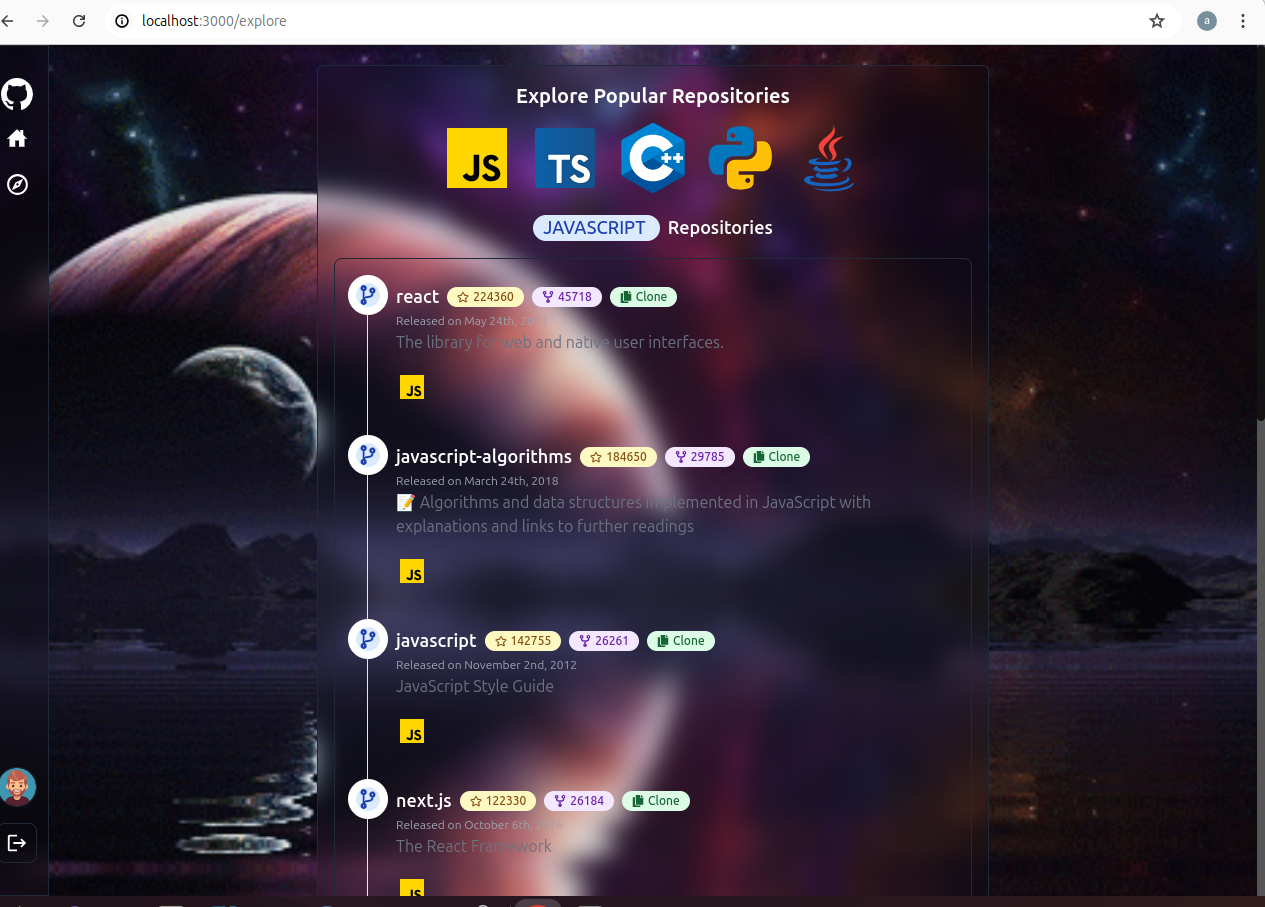 localhost:3000/explore
a
Explore Popular Repositories
JS TS C++
JAVASCRIPT Repositories
react 224360 45718 Clone
Released on May 24th,
The library for web and native user interfaces.
JS
javascript-algorithms 184650 29785 Clone
Released on March 24th, 2018
📝 Algorithms and data structures implemented in JavaScript with
explanations and links to further readings
JS
javascript 142755 26261 Clone
Released on November 2nd, 2012
JavaScript Style Guide
JS
next.js 122330 26184 Clone
Released on October 6th,
The React Framework
JS